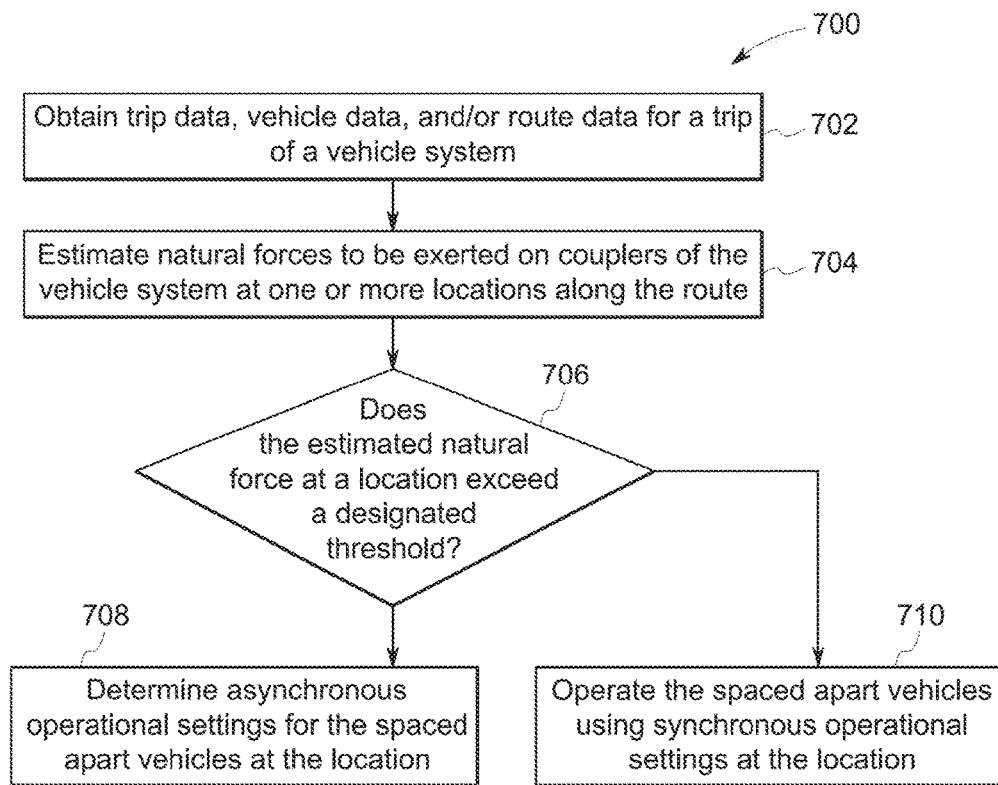 700
Obtain trip data, vehicle data, and/or route data for a trip
of a vehicle system
702
Estimate natural forces to be exerted on couplers of the
vehicle system at one or more locations along the route
704
706
Does
the estimated natural
force at a location exceed
a designated
threshold?
708
Determine asynchronous
operational settings for the spaced
apart vehicles at the location
710
Operate the spaced apart vehicles
using synchronous operational
settings at the location